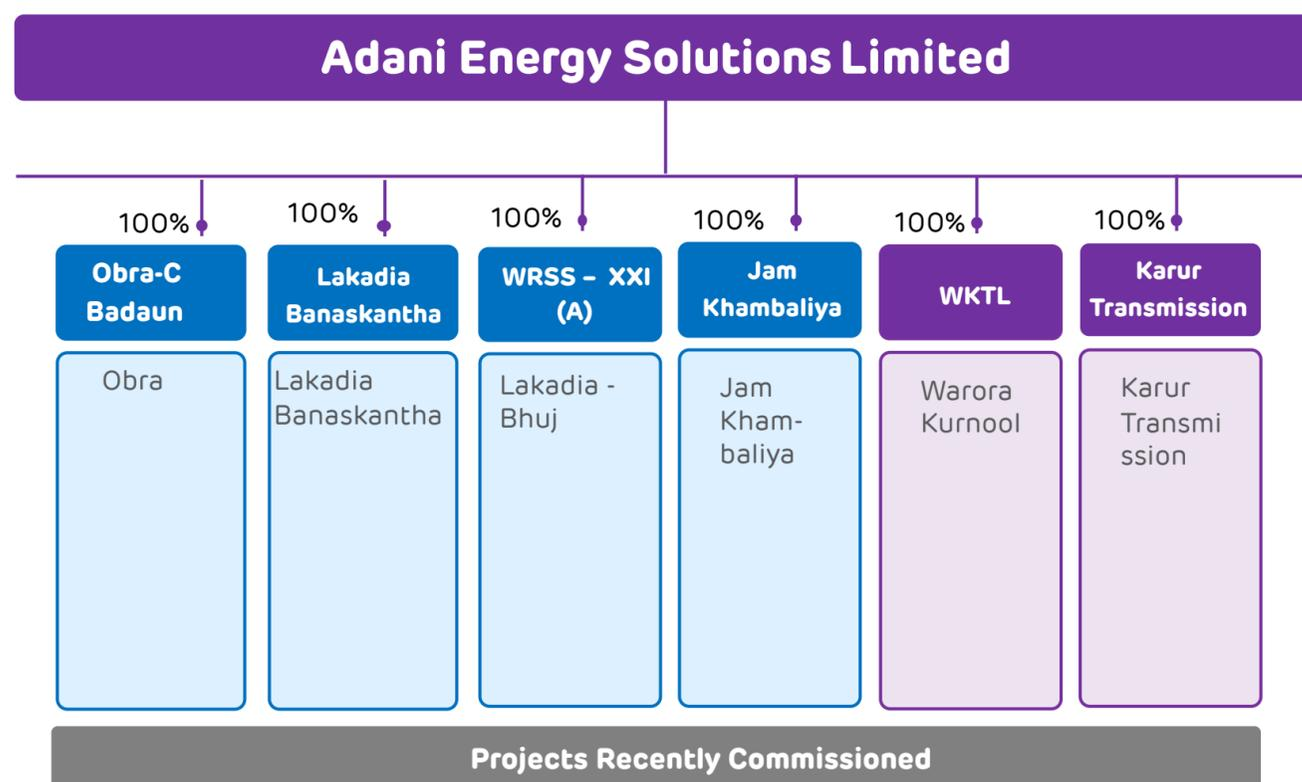 Adani Energy Solutions Limited
100%
100%
100%
100%
100%
100%
Obra-C
Badaun
Lakadia
Banaskantha
WRSS – XXI
(A)
Jam
Khambaliya
WKTL
Karur
Transmission
Obra
Lakadia
Banaskantha
Lakadia -
Bhuj
Jam
Kham-
baliya
Warora
Kurnool
Karur
Transmi
ssion
Projects Recently Commissioned